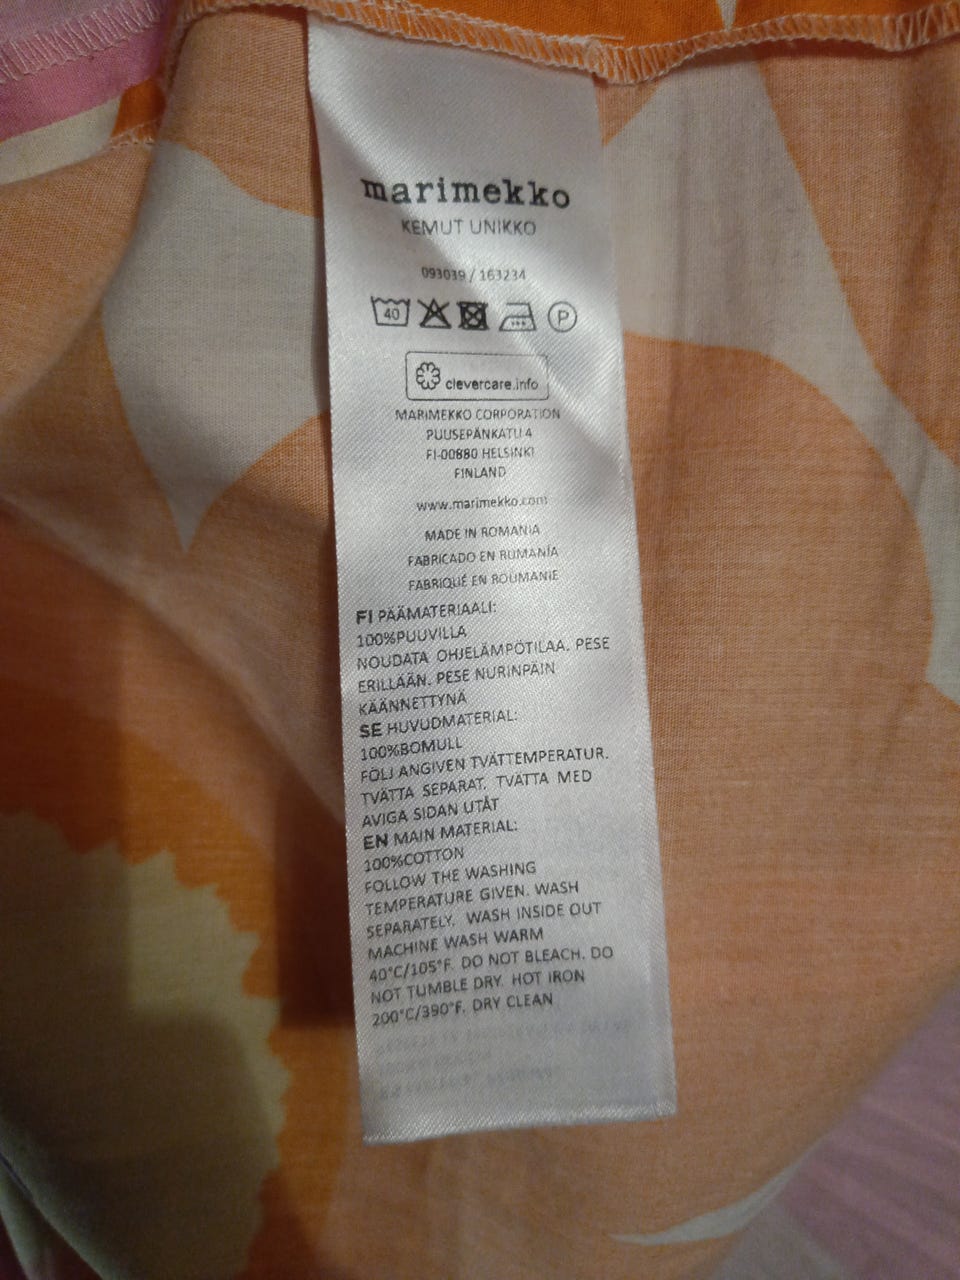 marimekko
KEMUT UNIKKO
093039 / 163234
40 P
clevercare.info
MARIMEKKO CORPORATION
PUUSEPÄNKATU 4
FI-00880 HELSINKI
FINLAND
www.marimekko.com
MADE IN ROMANIA
FABRICADO EN RUMANÍA
FABRIQUÉ EN ROUMANIE
FI PÄÄMATERIAALI:
100%PUUVILLA
NOUDATA OHJELÄMPÖTILAA. PESE
ERILLÄÄN. PESE NURINPÄIN
KÄÄNNETTYNÄ
SE HUVUDMATERIAL:
100%BOMULL
FÖLJ ANGIVEN TVÄTTEMPERATUR.
TVÄTTA SEPARAT. TVÄTTA MED
AVIGA SIDAN UTÅT
EN MAIN MATERIAL:
100%COTTON
FOLLOW THE WASHING
TEMPERATURE GIVEN. WASH
SEPARATELY. WASH INSIDE OUT
MACHINE WASH WARM
40°C/105°F. DO NOT BLEACH. DO
NOT TUMBLE DRY. HOT IRON
200°C/390°F. DRY CLEAN